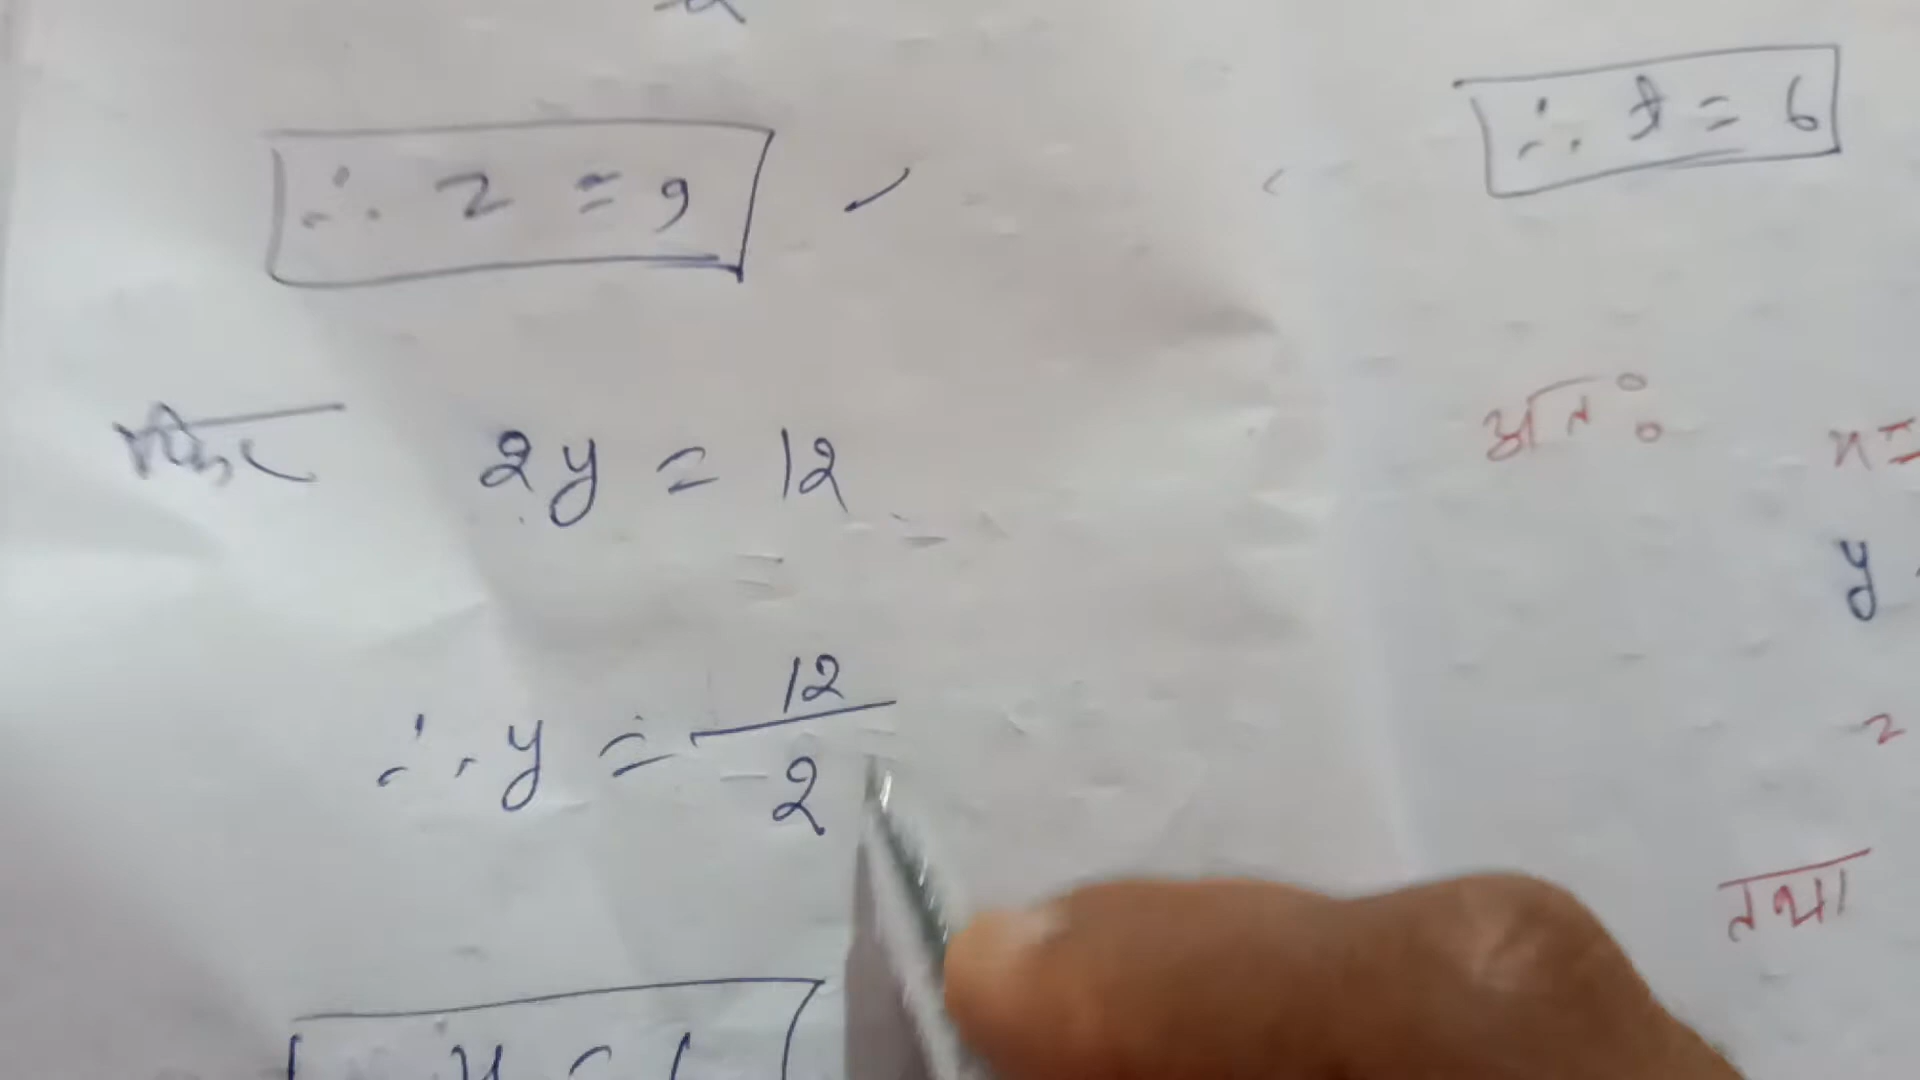 ∴ z = 9
फिर 2y = 12
∴ y = 12/2
∴ t = 6
अतः x =
y
z
तथा